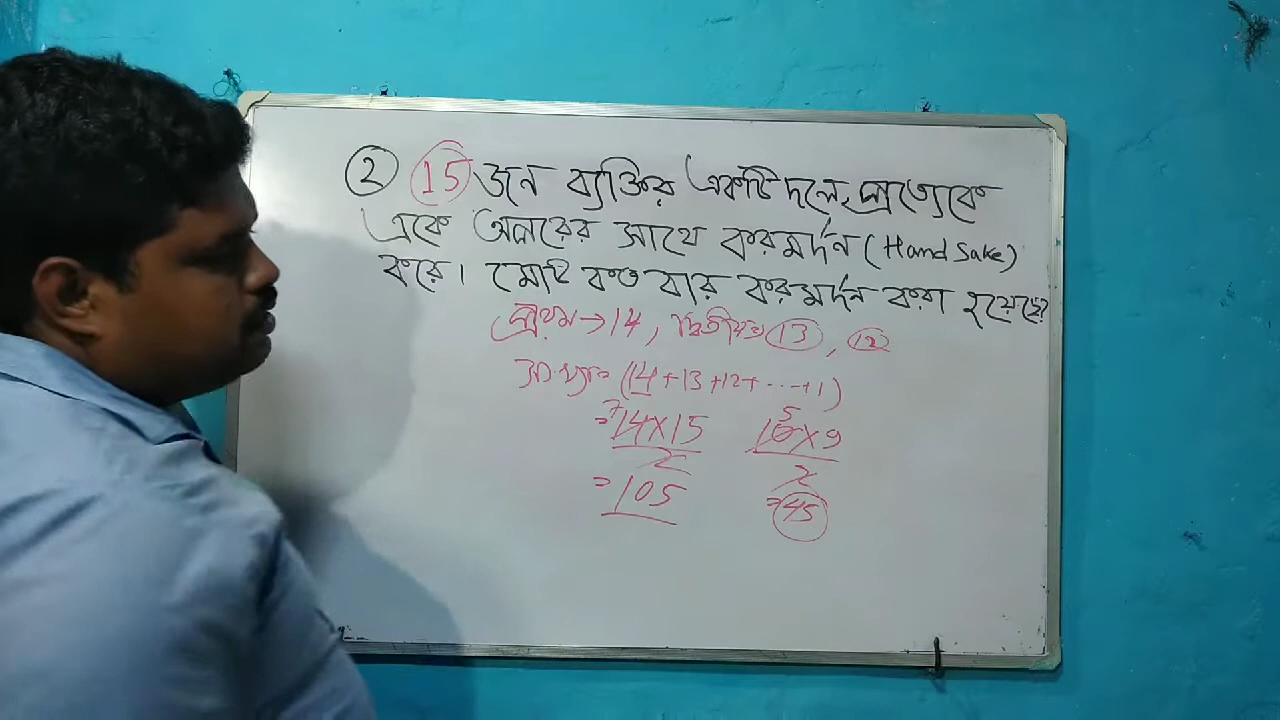 ② 15 জন ব্যক্তির একটি দলে, প্রত্যেকে
একে অপরের সাথে করমর্দন (Hand Sake)
করে। মোট কত বার করমর্দন করা হয়েছে?
প্রথম → 14, দ্বিতীয় 13, 12
(14+13+12+ ... +1)
= 14×15 / 2 10×9 / 2
= 105 = 45